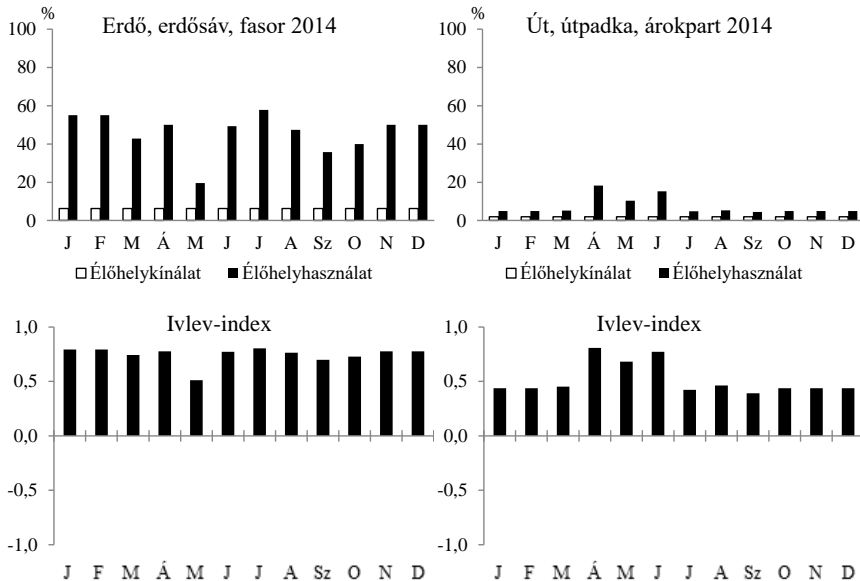 %
Erdő, erdősáv, fasor 2014
100
80
60
40
20
0
J F M Á M J J A Sz O N D
Élőhelykínálat Élőhelyhasználat
%
Út, útpadka, árokpart 2014
100
80
60
40
20
0
J F M Á M J J A Sz O N D
Élőhelykínálat Élőhelyhasználat
Ivlev-index
1,0
0,5
0,0
-0,5
-1,0
J F M Á M J J A Sz O N D
Ivlev-index
1,0
0,5
0,0
-0,5
-1,0
J F M Á M J J A Sz O N D